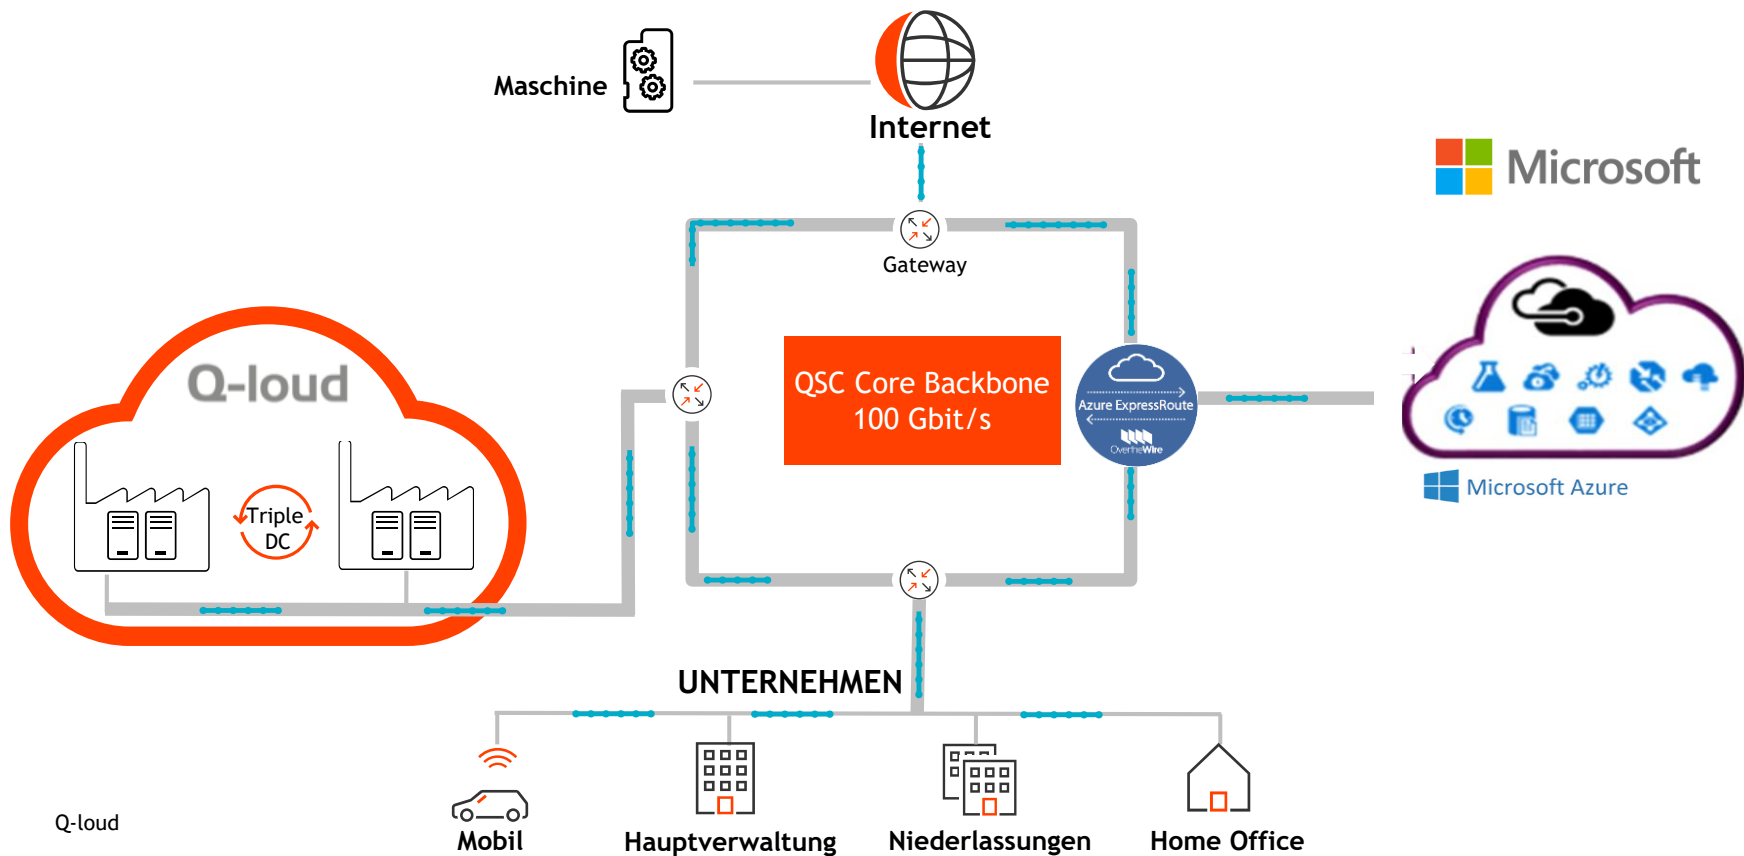 Maschine
Internet
Microsoft
Gateway
Q-loud
QSC Core Backbone
100 Gbit/s
Azure ExpressRoute
OvertheWire
Microsoft Azure
Triple
DC
UNTERNEHMEN
Mobil
Hauptverwaltung
Niederlassungen
Home Office
Q-loud